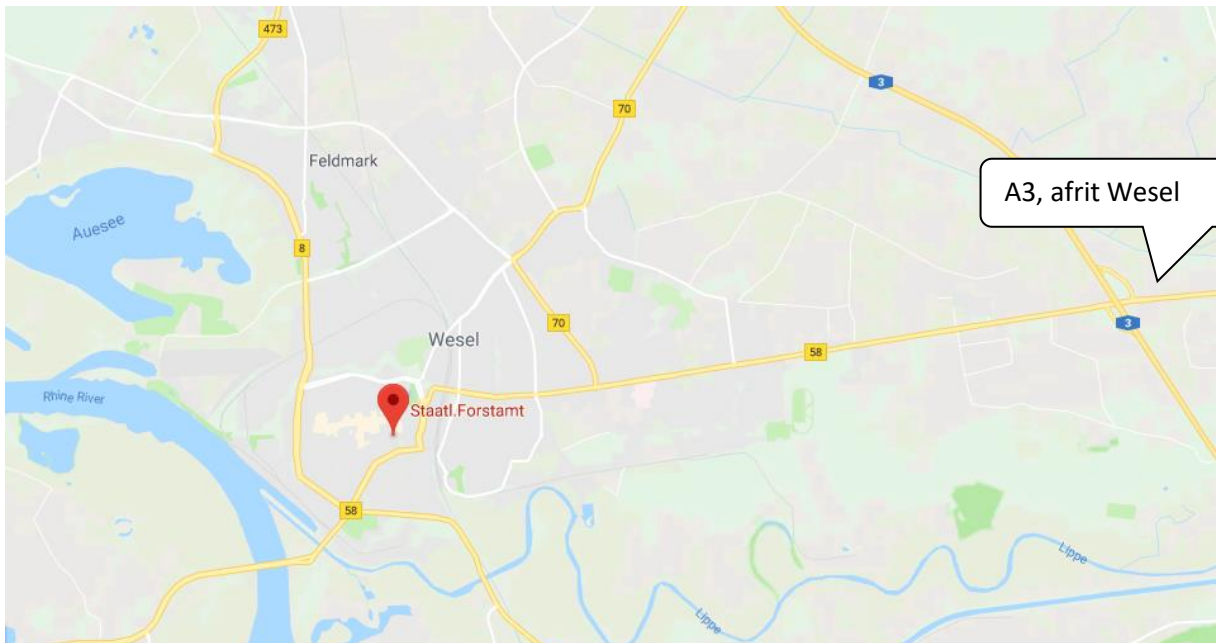 473
3
70
Feldmark
A3, afrit Wesel
Auesee
8
70
Wesel
3
58
Rhine River
Staatl.Forstamt
58
Lippe
Lippe